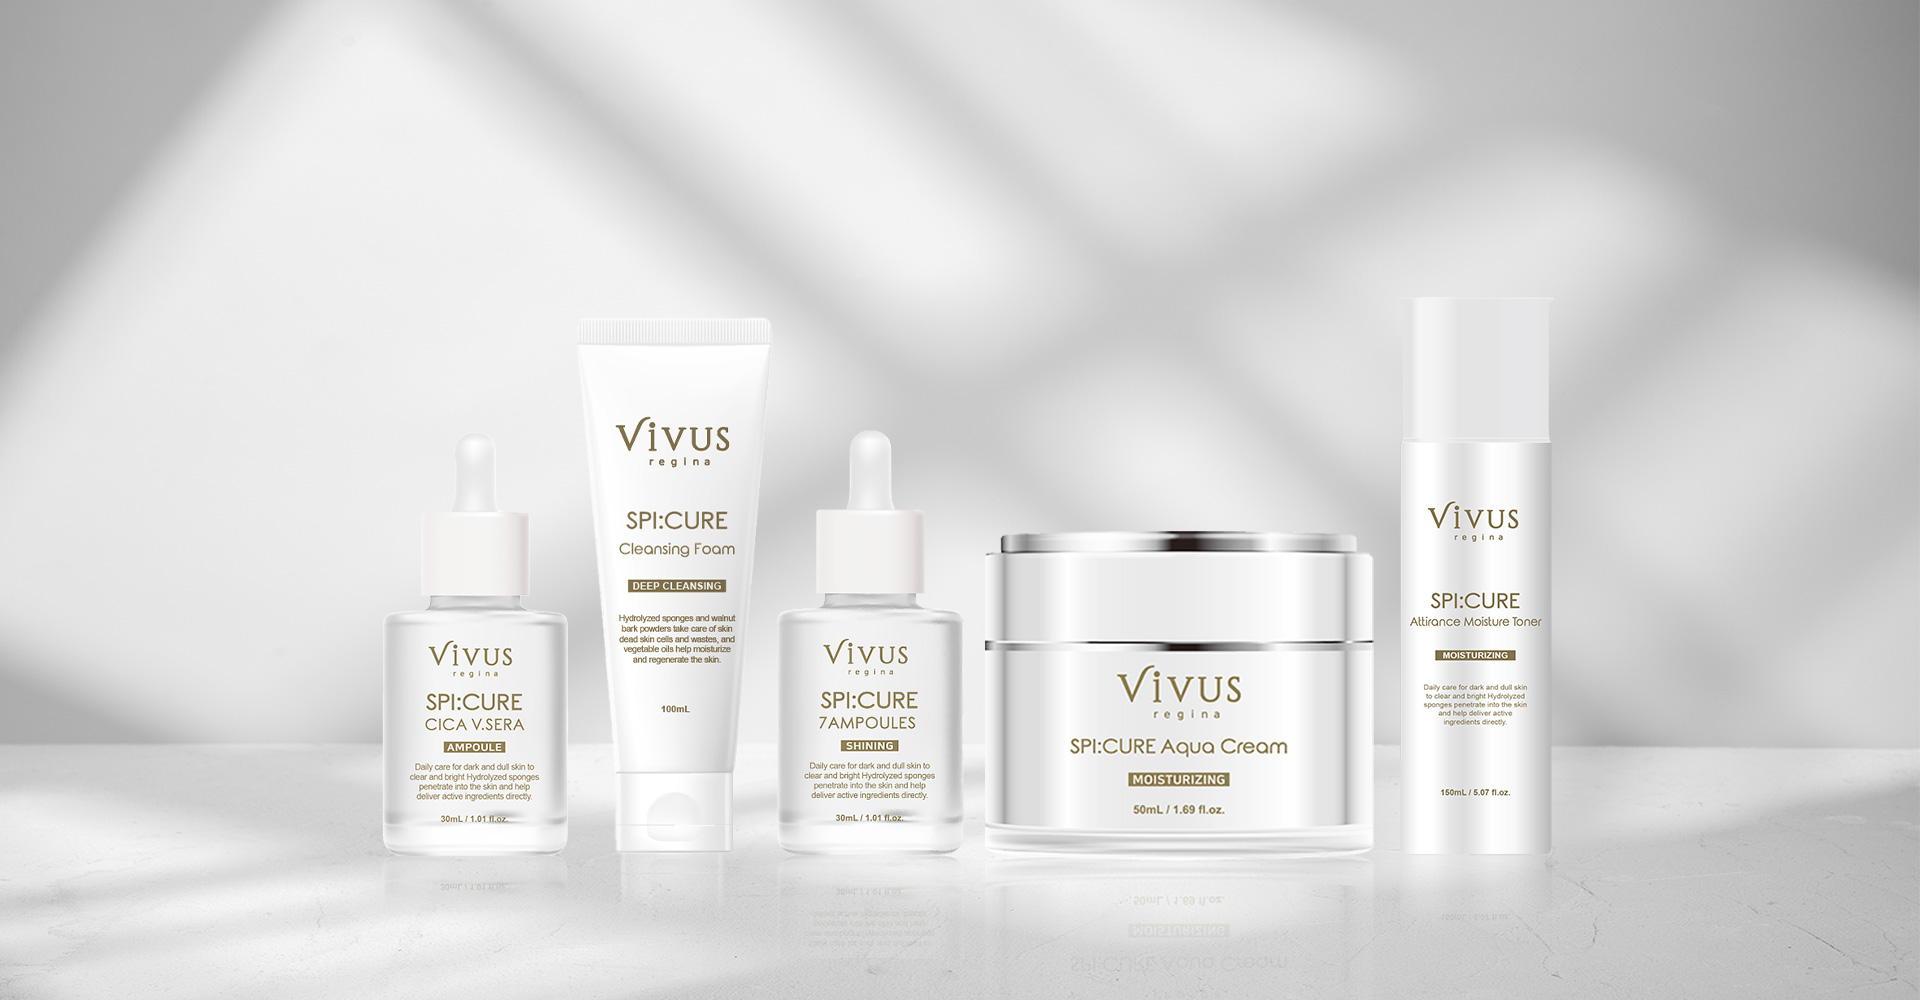 Vivus
regina
SPI:CURE
CICA V.SERA
AMPOULE
Daily care for dark and dull skin to
clear and bright Hydrolyzed sponges
penetrate into the skin and help
deliver active ingredients directly.
30mL / 1.01 fl.oz.
Vivus
regina
SPI:CURE
Cleansing Foam
DEEP CLEANSING
Hydrolyzed sponges and walnut
bark powders take care of skin
dead skin cells and wastes, and
vegetable oils help moisturize
and regenerate the skin.
100mL
Vivus
regina
SPI:CURE
7AMPOULES
SHINING
Daily care for dark and dull skin to
clear and bright Hydrolyzed sponges
penetrate into the skin and help
deliver active ingredients directly.
30mL / 1.01 fl.oz.
Vivus
regina
SPI:CURE Aqua Cream
MOISTURIZING
50mL / 1.69 fl.oz.
Vivus
regina
SPI:CURE
Attirance Moisture Toner
MOISTURIZING
Daily care for dark and dull skin
to clear and bright Hydrolyzed
sponges penetrate into the skin
and help deliver active
ingredients directly.
150mL / 5.07 fl.oz.